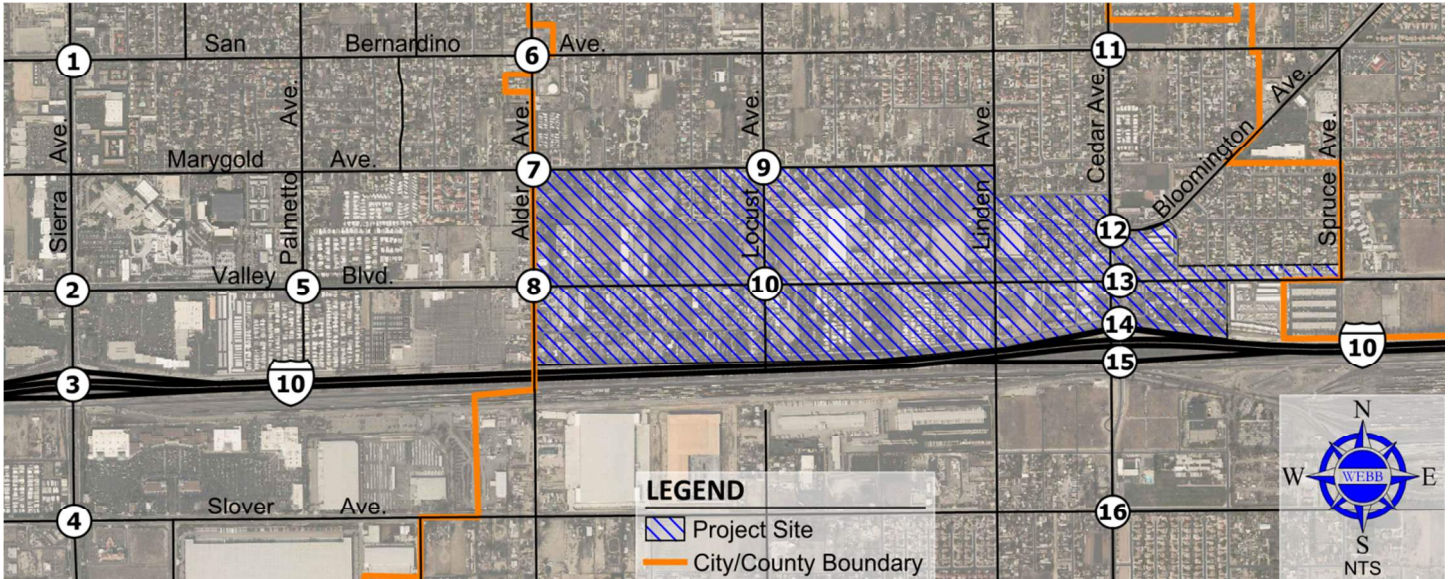 San Bernardino Ave.
1
6
11
Sierra Ave.
Palmetto Ave.
Alder Ave.
Locust Ave.
Linden Ave.
Cedar Ave.
Bloomington Ave.
Spruce Ave.
Marygold Ave.
7
9
12
Valley Blvd.
2
5
8
10
13
14
15
3
10
10
Slover Ave.
4
16
LEGEND
Project Site
City/County Boundary
N
W
WEBB
E
S
NTS